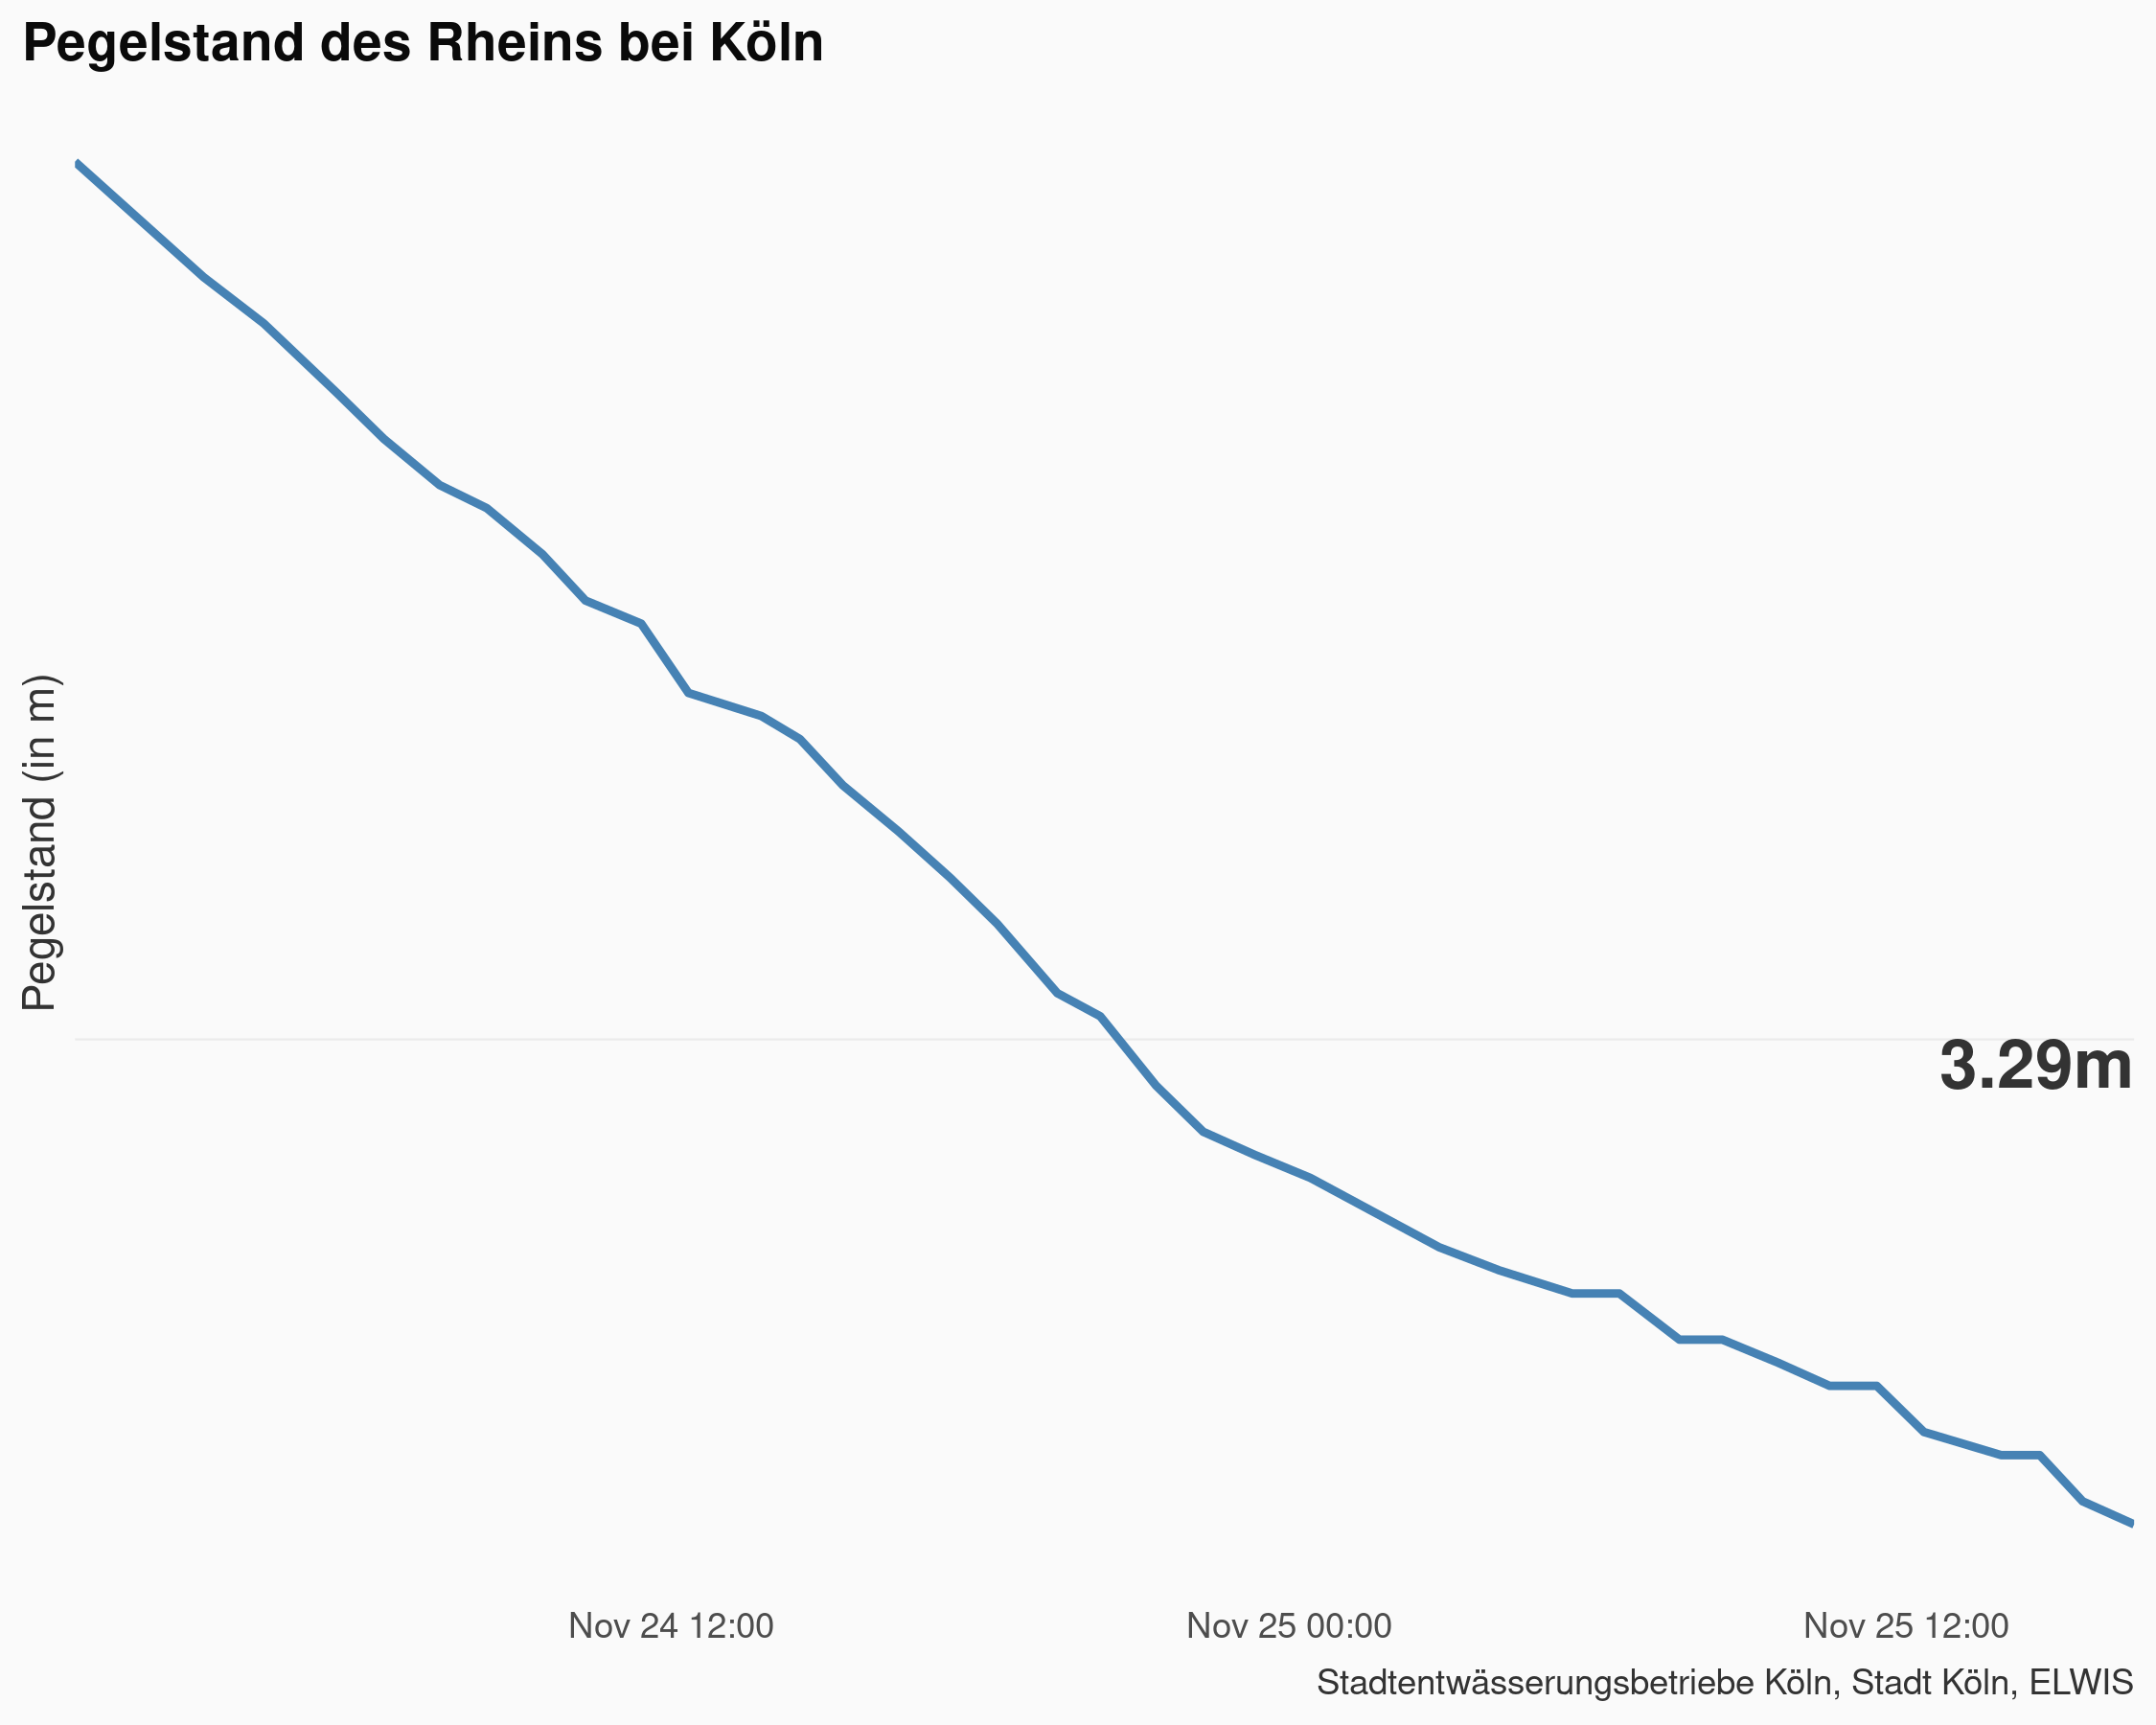 Pegelstand des Rheins bei Köln
Pegelstand (in m)
3.29m
Nov 24 12:00
Nov 25 00:00
Nov 25 12:00
Stadtentwässerungsbetriebe Köln, Stadt Köln, ELWIS